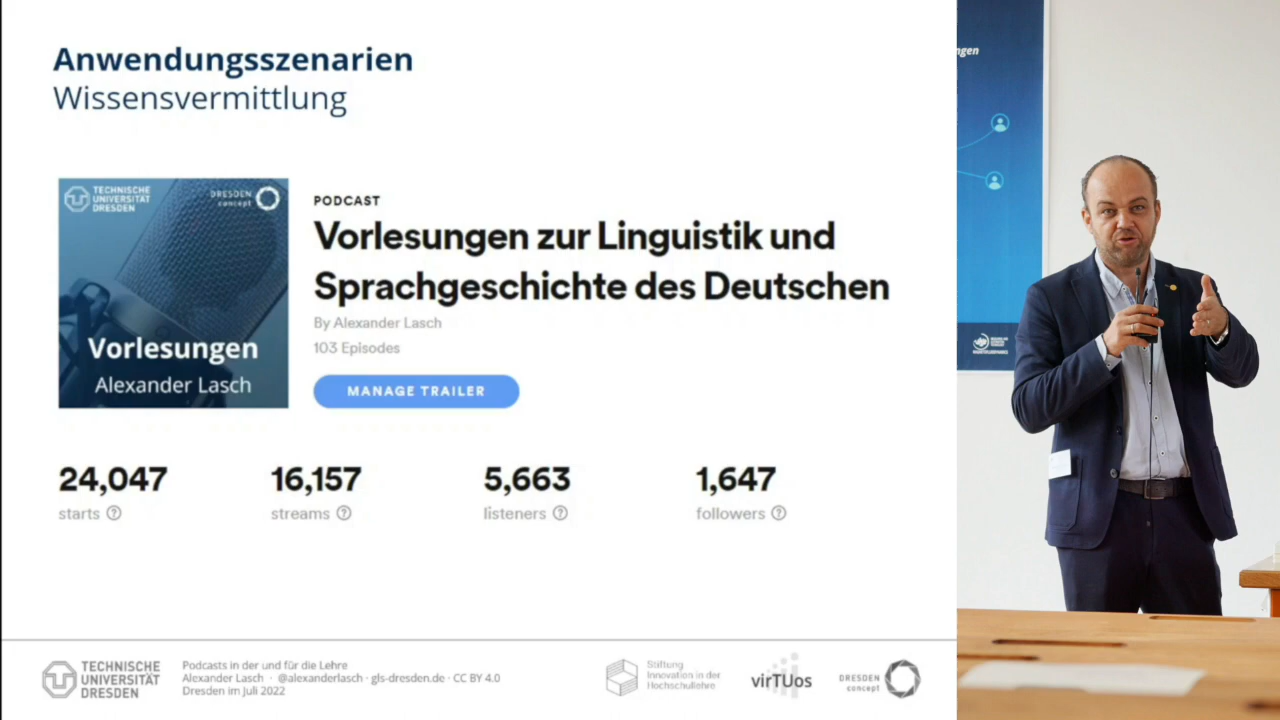 Anwendungsszenarien
Wissensvermittlung
TECHNISCHE
UNIVERSITÄT
DRESDEN
DRESDEN
concept
Vorlesungen
Alexander Lasch
PODCAST
Vorlesungen zur Linguistik und
Sprachgeschichte des Deutschen
By Alexander Lasch
103 Episodes
MANAGE TRAILER
24,047
starts
16,157
streams
5,663
listeners
1,647
followers
TECHNISCHE
UNIVERSITÄT
DRESDEN
Podcasts in der und für die Lehre
Alexander Lasch · @alexanderlasch · gls-dresden.de · CC BY 4.0
Dresden im Juli 2022
Stiftung
Innovation in der
Hochschullehre
virTUos
DRESDEN
concept
ngen